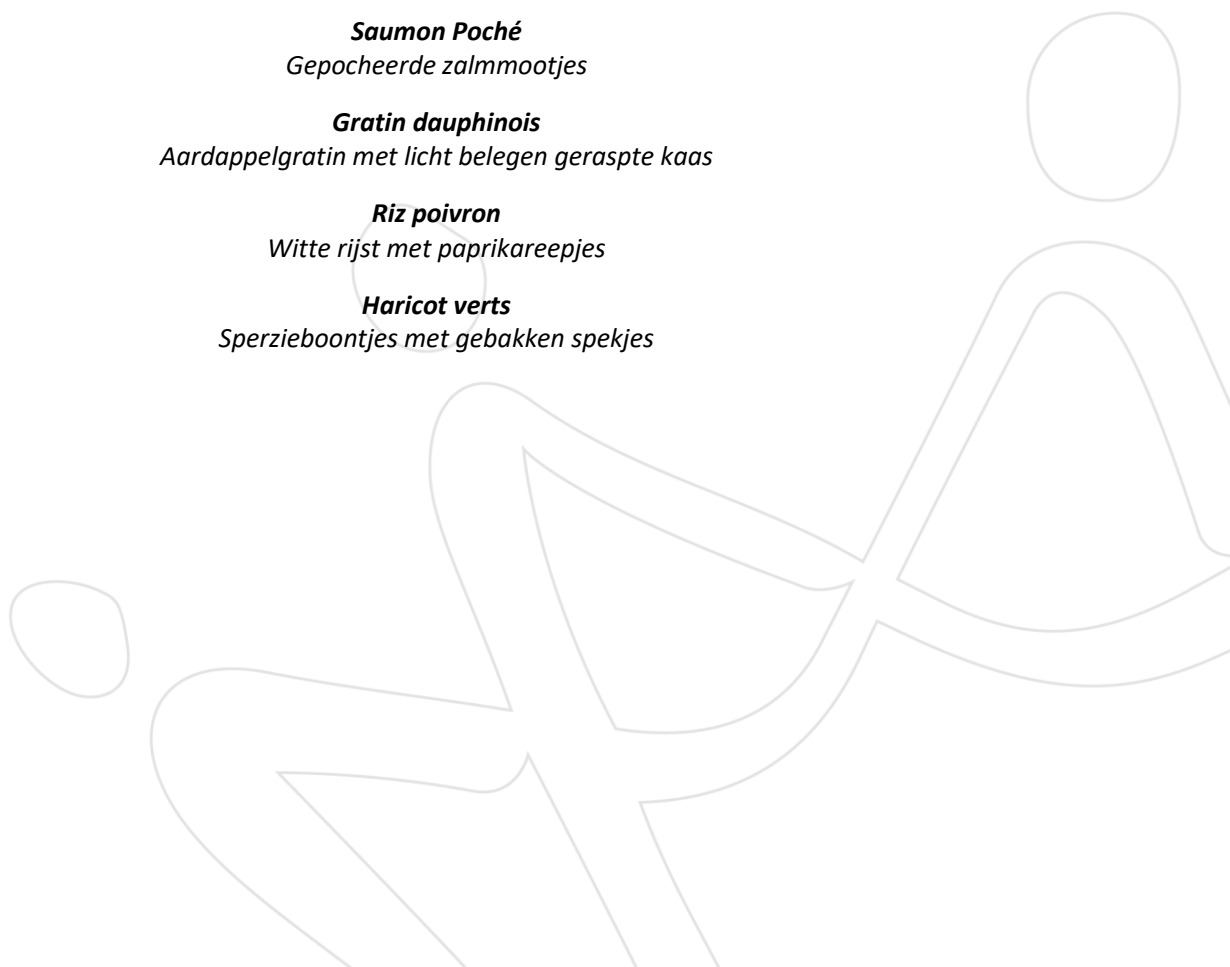 Saumon Poché
Gepocheerde zalmmootjes
Gratin dauphinois
Aardappelgratin met licht belegen geraspte kaas
Riz poivron
Witte rijst met paprikareepjes
Haricot verts
Sperzieboontjes met gebakken spekjes